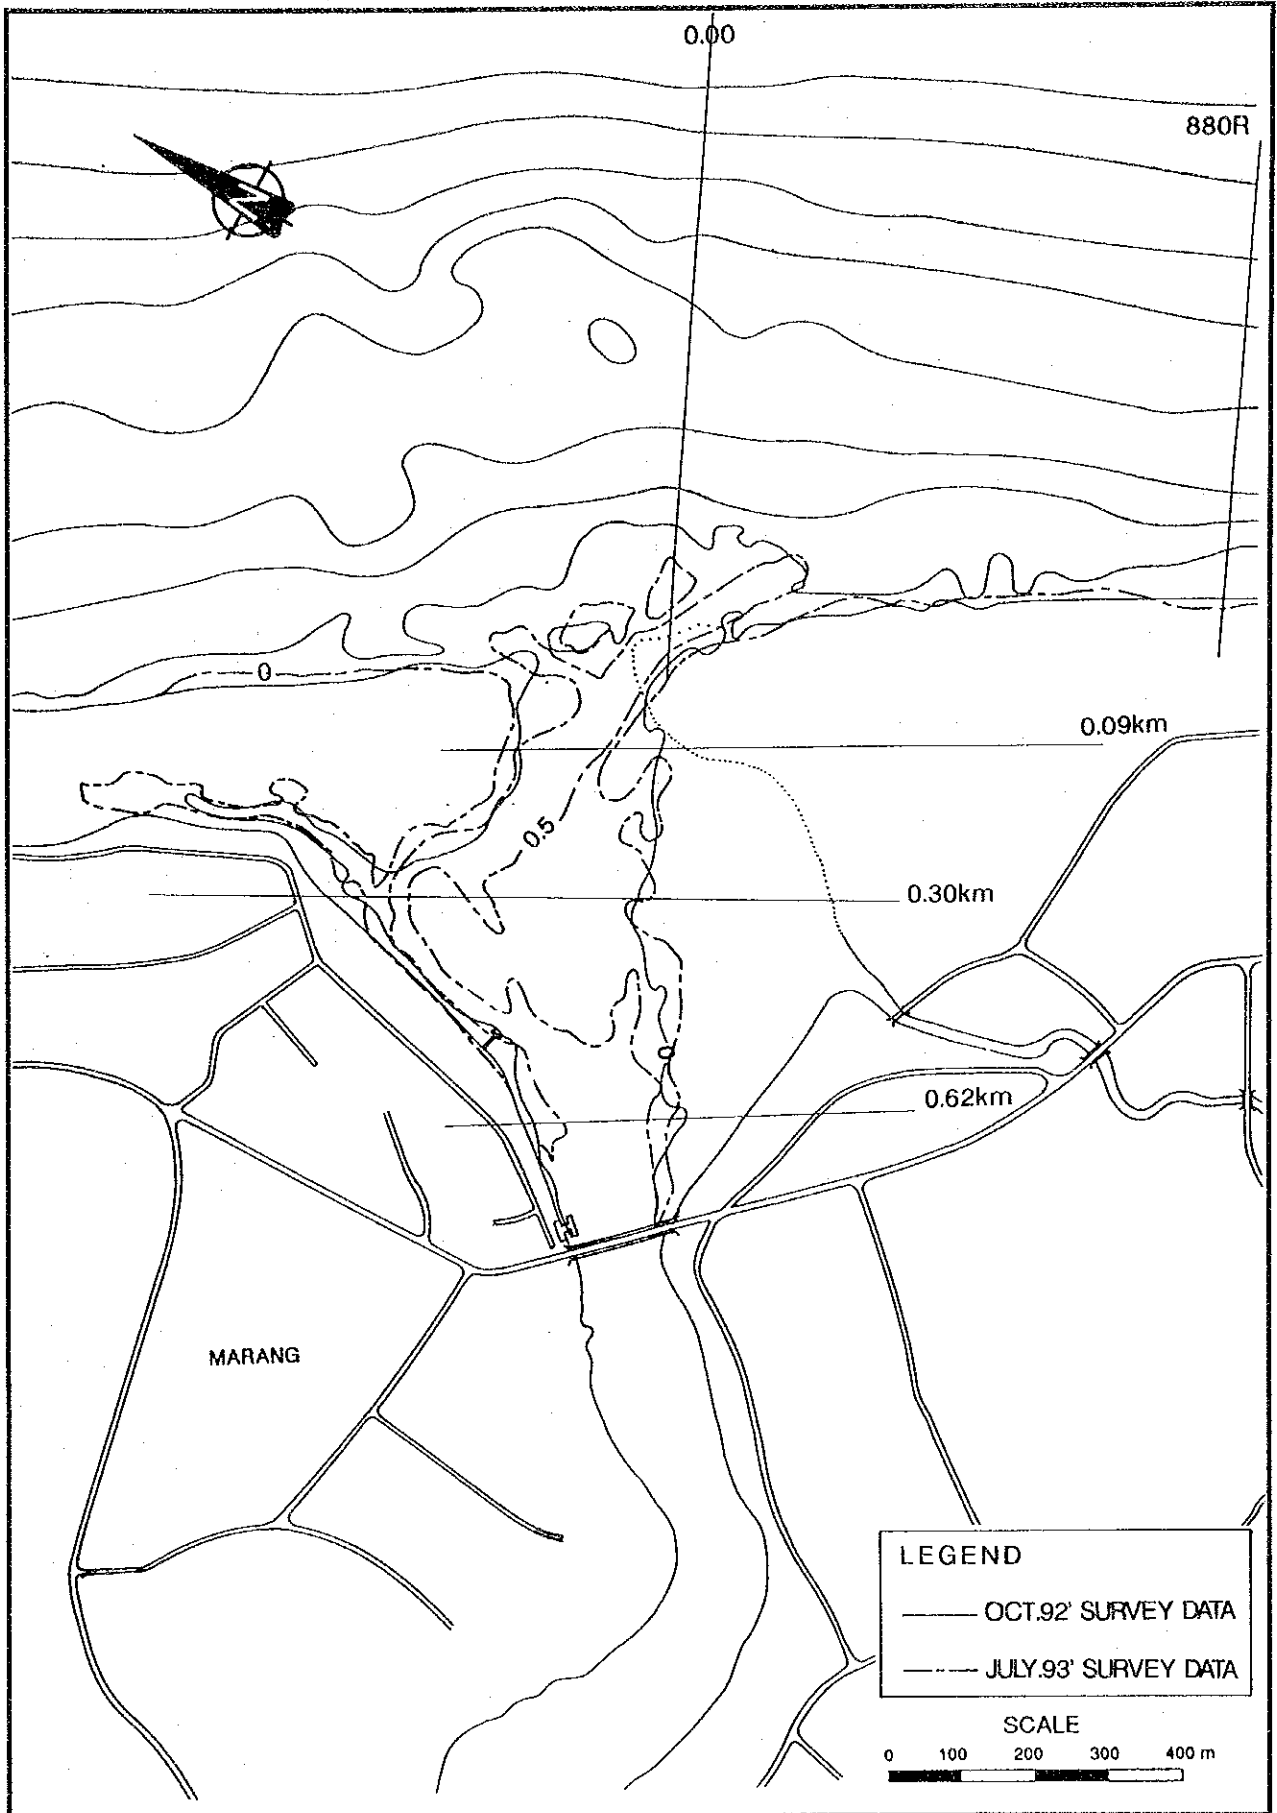 0.00
880R
0
0.09km
0.5
0.30km
0
0.62km
MARANG
LEGEND
OCT.92' SURVEY DATA
JULY.93' SURVEY DATA
SCALE
0 100 200 300 400 m